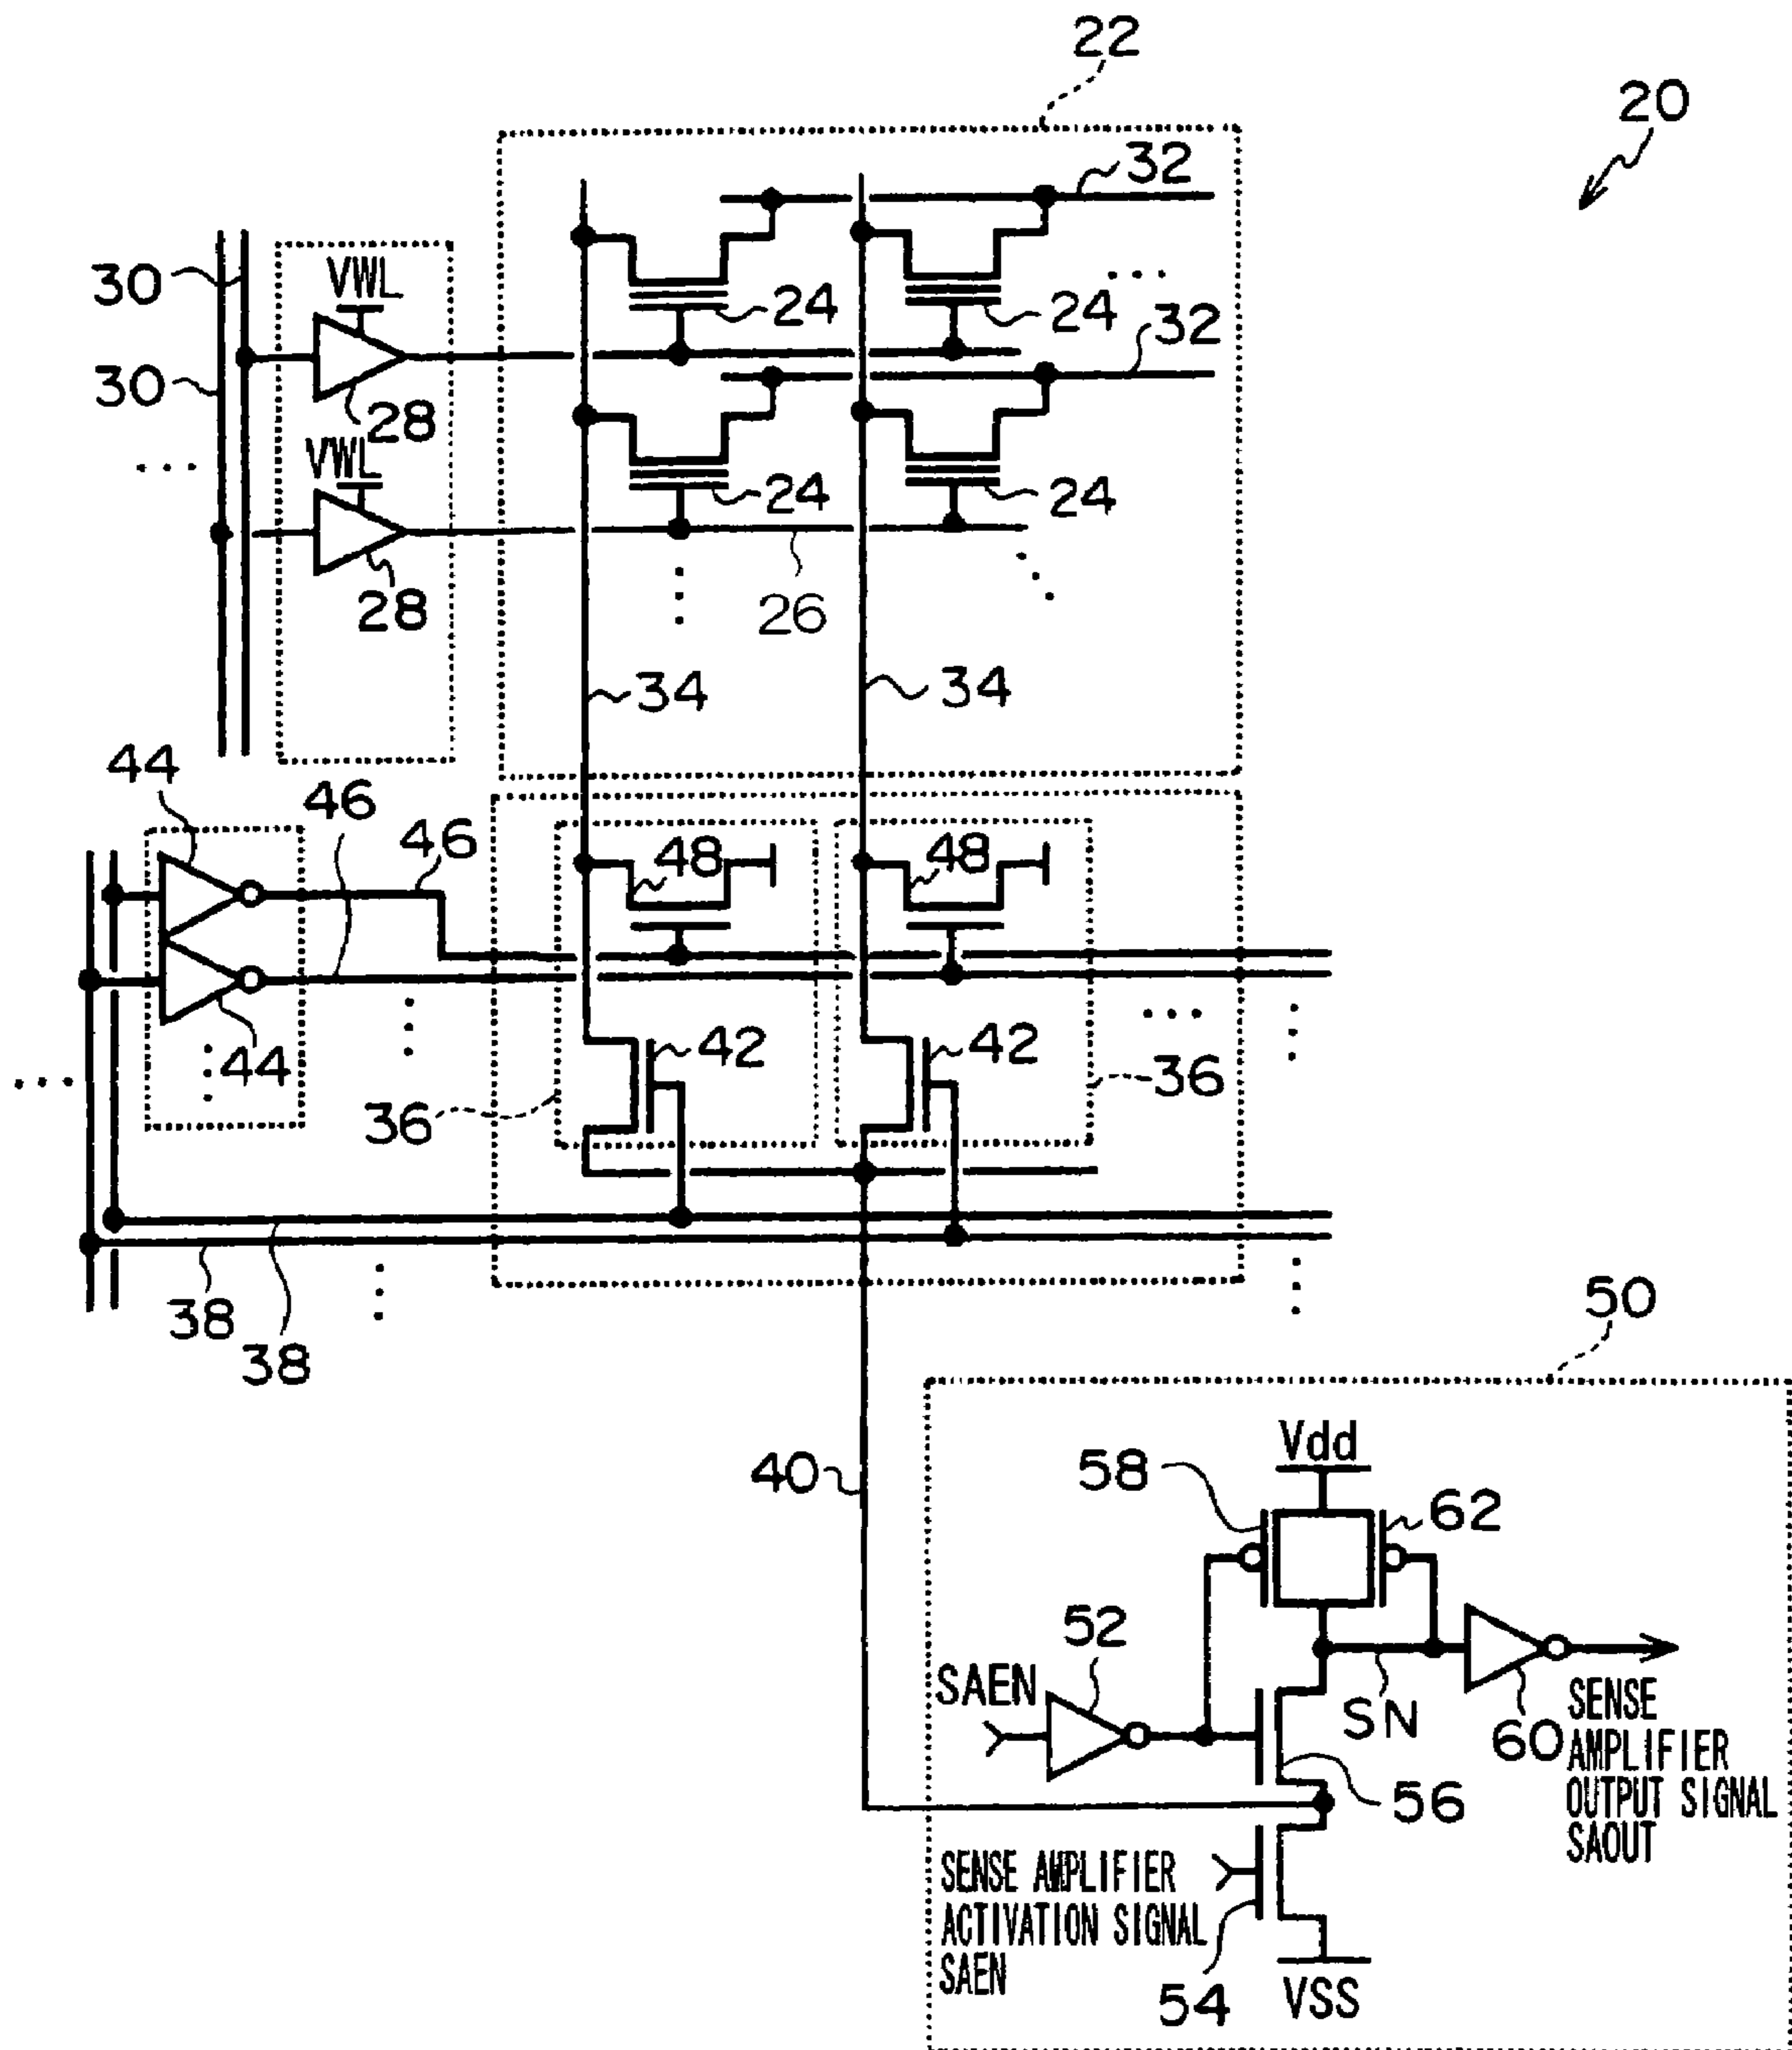 22
20
32
30
VWL
24
24
32
30
28
VWL
24
24
28
26
34
34
44
46
46
48
48
42
42
44
36
36
38
38
50
Vdd
58
62
40
52
SAEN
SN
60
SENSE
AMPLIFIER
OUTPUT SIGNAL
SAOUT
56
SENSE AMPLIFIER
ACTIVATION SIGNAL
SAEN
54
VSS